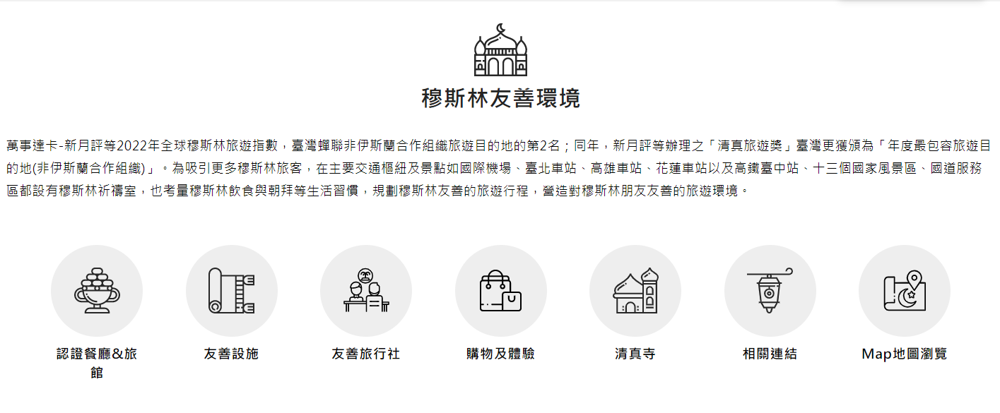 穆斯林友善環境
萬事達卡-新月評等2022年全球穆斯林旅遊指數，臺灣蟬聯非伊斯蘭合作組織旅遊目的地的第2名；同年，新月評等辦理之「清真旅遊獎」臺灣更獲頒為「年度最包容旅遊目
的地(非伊斯蘭合作組織)」。為吸引更多穆斯林旅客，在主要交通樞紐及景點如國際機場、臺北車站、高雄車站、花蓮車站以及高鐵臺中站、十三個國家風景區、國道服務
區都設有穆斯林祈禱室，也考量穆斯林飲食與朝拜等生活習慣，規劃穆斯林友善的旅遊行程，營造對穆斯林朋友友善的旅遊環境。
認證餐廳&旅
館
友善設施
友善旅行社
購物及體驗
清真寺
相關連結
Map地圖瀏覽